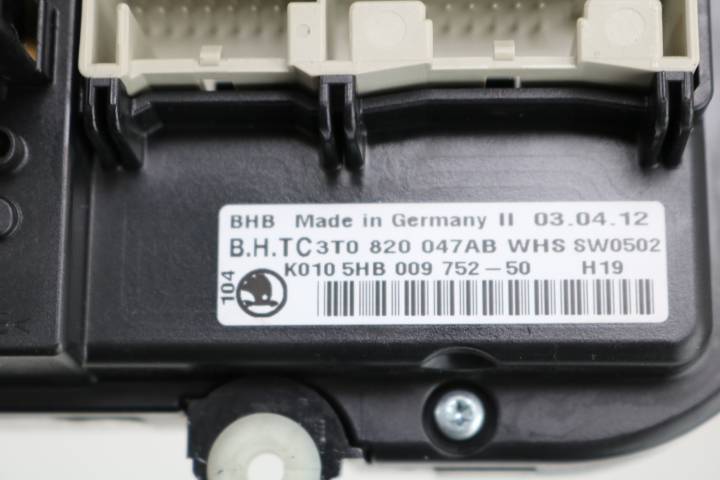 BHB Made in Germany II 03.04.12
B.H.TC 3T0 820 047AB WHS SW0502
K010 5HB 009 752-50 H19
104